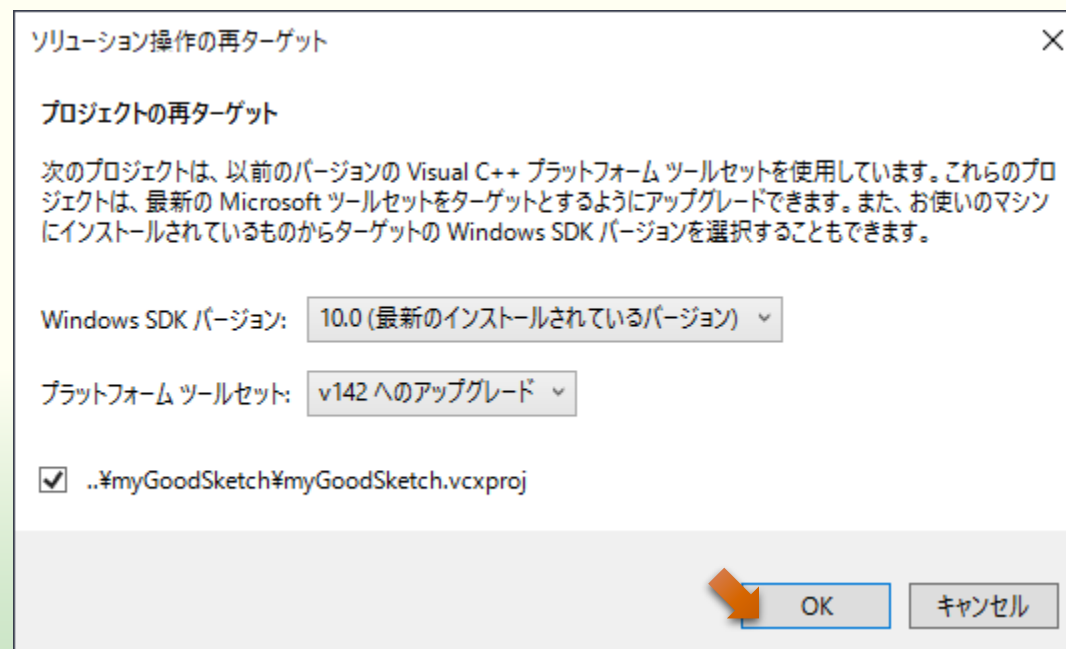 ソリューション操作の再ターゲット
プロジェクトの再ターゲット
次のプロジェクトは、以前のバージョンの Visual C++ プラットフォーム ツールセットを使用しています。これらのプロ
ジェクトは、最新の Microsoft ツールセットをターゲットとするようにアップグレードできます。また、お使いのマシン
にインストールされているものからターゲットの Windows SDK バージョンを選択することもできます。
Windows SDK バージョン: 10.0 (最新のインストールされているバージョン)
プラットフォーム ツールセット: v142 へのアップグレード
..¥myGoodSketch¥myGoodSketch.vcxproj
OK キャンセル